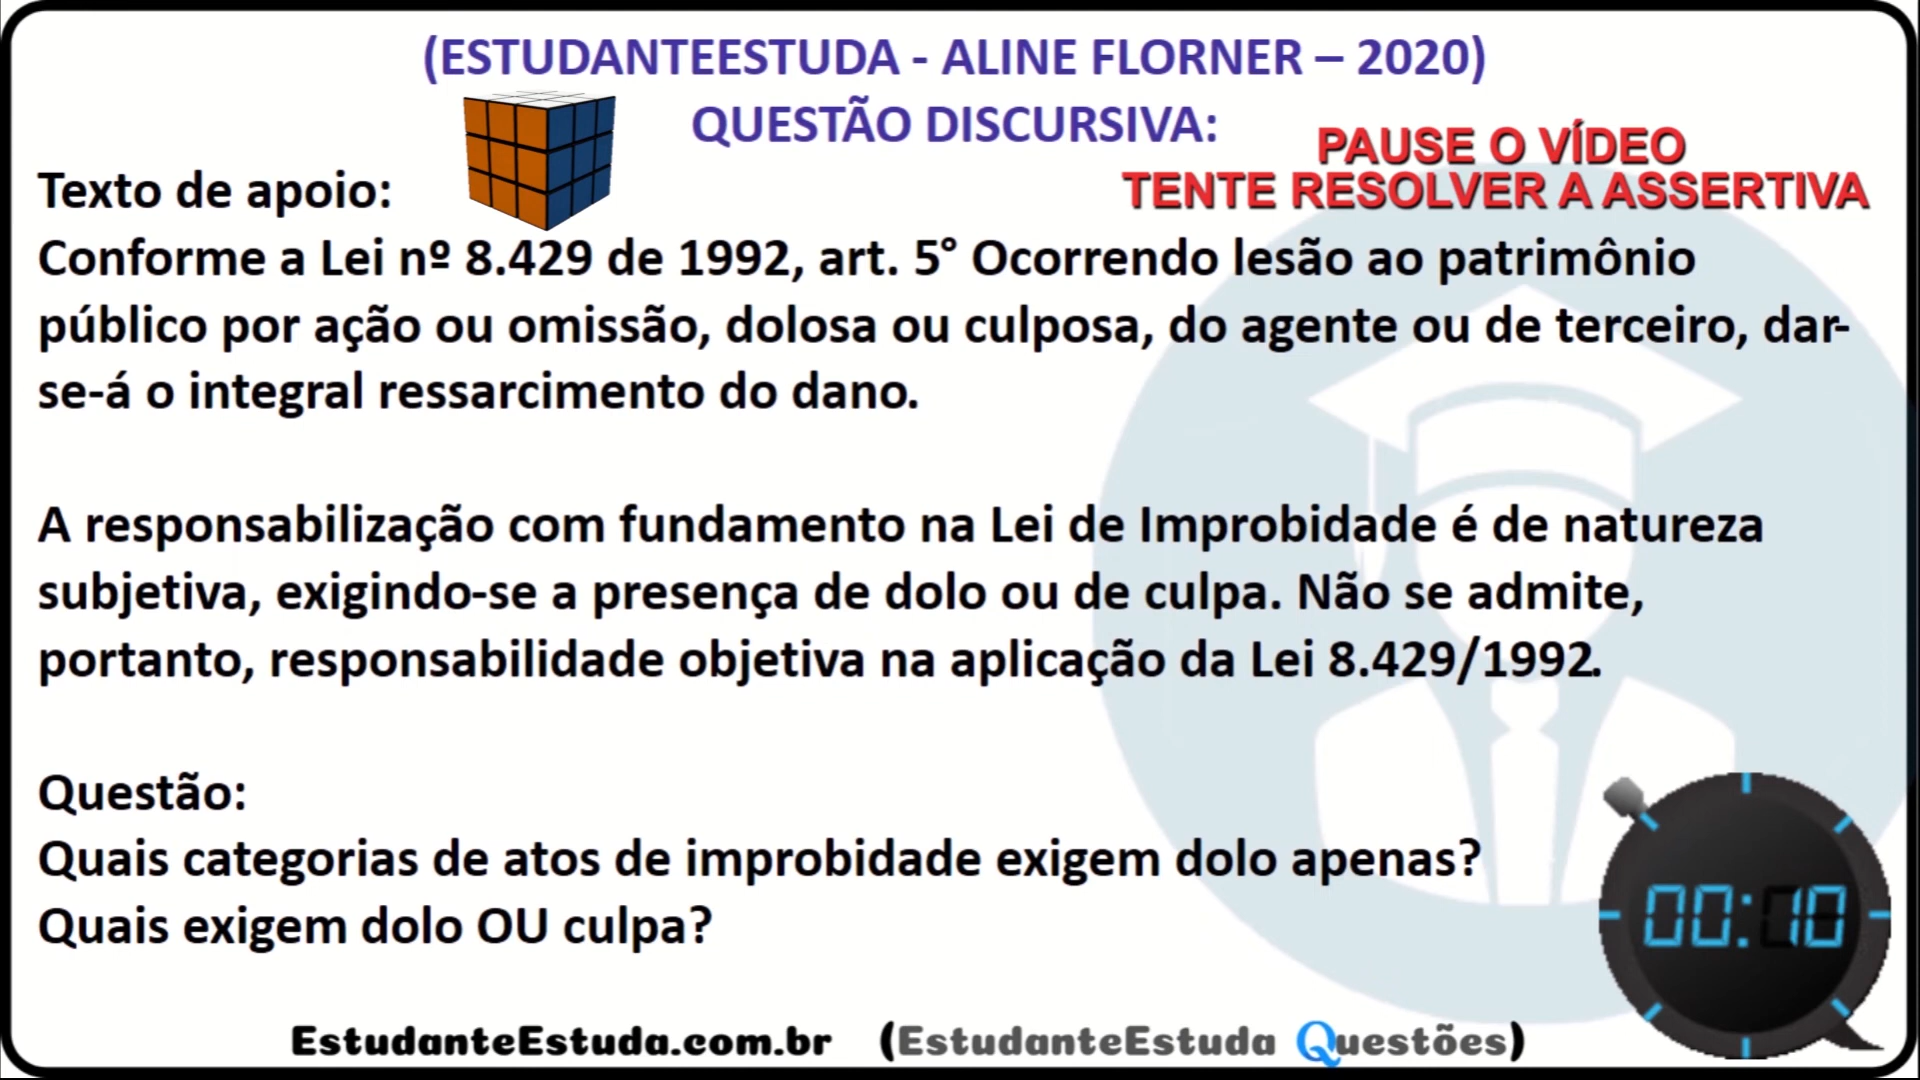 (ESTUDANTEESTUDA - ALINE FLORNER – 2020)
QUESTÃO DISCURSIVA:
PAUSE O VÍDEO
TENTE RESOLVER A ASSERTIVA
Texto de apoio:
Conforme a Lei nº 8.429 de 1992, art. 5° Ocorrendo lesão ao patrimônio
público por ação ou omissão, dolosa ou culposa, do agente ou de terceiro, dar-
se-á o integral ressarcimento do dano.
A responsabilização com fundamento na Lei de Improbidade é de natureza
subjetiva, exigindo-se a presença de dolo ou de culpa. Não se admite,
portanto, responsabilidade objetiva na aplicação da Lei 8.429/1992.
Questão:
Quais categorias de atos de improbidade exigem dolo apenas?
Quais exigem dolo OU culpa?
00:10
EstudanteEstuda.com.br (EstudanteEstuda Questões)